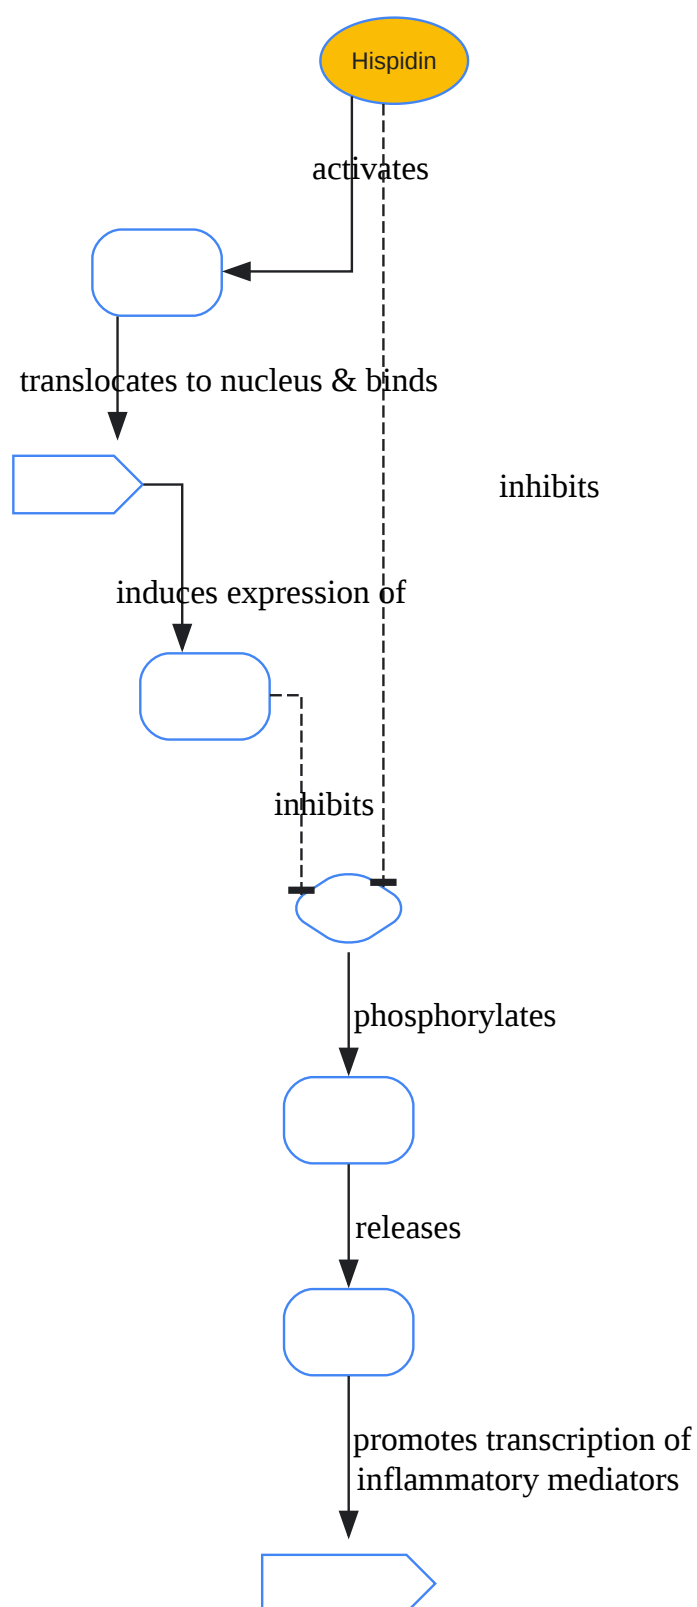 Hispidin
activates
translocates to nucleus & binds
inhibits
induces expression of
inhibits
phosphorylates
releases
promotes transcription of
inflammatory mediators